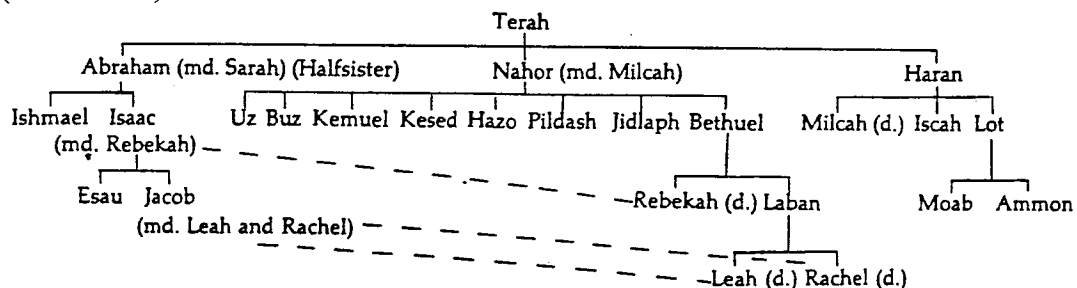 Terah
Abraham (md. Sarah) (Halfsister) Nahor (md. Milcah) Haran
Ishmael Isaac Uz Buz Kemuel Kesed Hazo Pildash Jidlaph Bethuel Milcah (d.) Iscah Lot
(md. Rebekah)
Esau Jacob Rebekah (d.) Laban Moab Ammon
(md. Leah and Rachel)
Leah (d.) Rachel (d.)